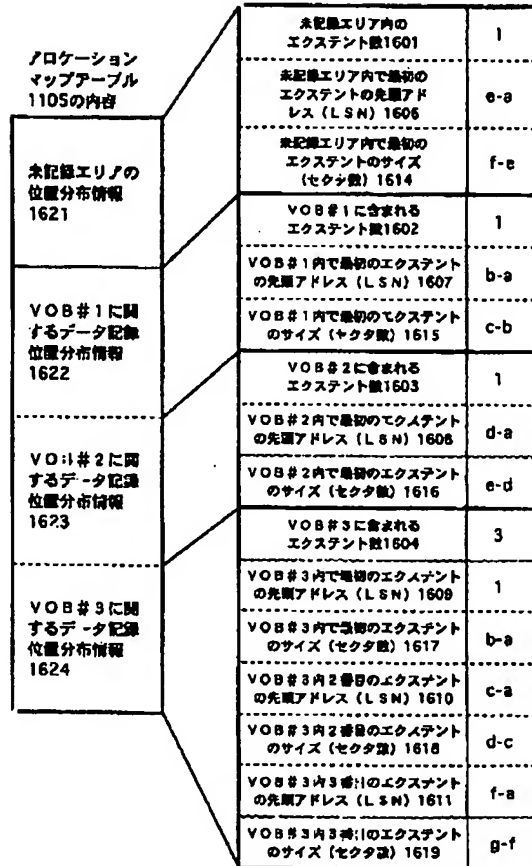 アロケーション
マップテーブル
1105の内容
未記録エリアの
位置分布情報
1621
VOB#1に関
するデータ記録
位置分布情報
1622
VOB#2に関
するデータ記録
位置分布情報
1623
VOB#3に関
するデータ記録
位置分布情報
1624
未記録エリア内の
エクステント数1601
1
未記録エリア内で最初の
エクステントの先頭アド
レス(LSN)1606
e-a
未記録エリア内で最初の
エクステントのサイズ
(セクタ数)1614
f-e
VOB#1に含まれる
エクステント数1602
1
VOB#1内で最初のエクステント
の先頭アドレス(LSN)1607
b-a
VOB#1内で最初のエクステント
のサイズ(セクタ数)1615
c-b
VOB#2に含まれる
エクステント数1603
1
VOB#2内で最初のエクステント
の先頭アドレス(LSN)1608
d-a
VOB#2内で最初のエクステント
のサイズ(セクタ数)1616
e-d
VOB#3に含まれる
エクステント数1604
3
VOB#3内で最初のエクステント
の先頭アドレス(LSN)1609
1
VOB#3内で最初のエクステント
のサイズ(セクタ数)1617
b-a
VOB#3内2番目のエクステント
の先頭アドレス(LSN)1610
c-a
VOB#3内2番目のエクステント
のサイズ(セクタ数)1618
d-c
VOB#3内3番目のエクステント
の先頭アドレス(LSN)1611
f-a
VOB#3内3番目のエクステント
のサイズ(セクタ数)1619
g-f